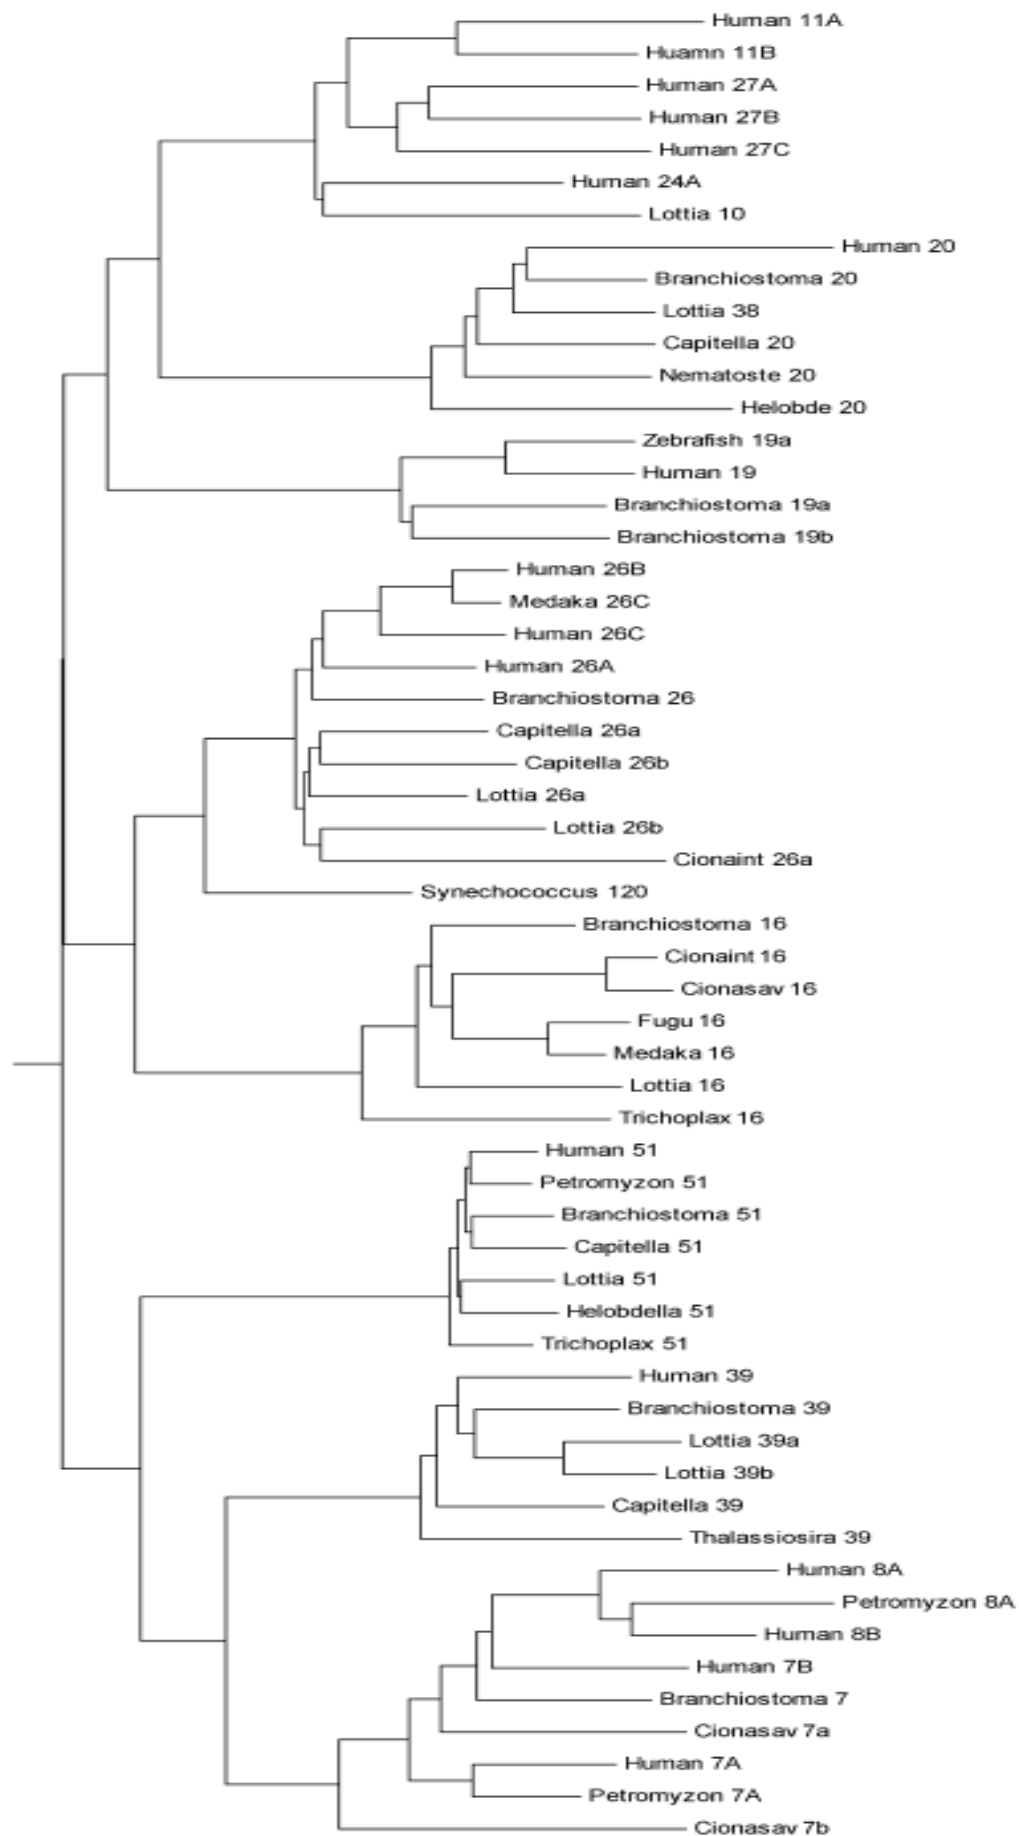 Human 11A
Huamn 11B
Human 27A
Human 27B
Human 27C
Human 24A
Lottia 10
Human 20
Branchiostoma 20
Lottia 38
Capitella 20
Nematoste 20
Helobde 20
Zebrafish 19a
Human 19
Branchiostoma 19a
Branchiostoma 19b
Human 26B
Medaka 26C
Human 26C
Human 26A
Branchiostoma 26
Capitella 26a
Capitella 26b
Lottia 26a
Lottia 26b
Cionaint 26a
Synechococcus 120
Branchiostoma 16
Cionaint 16
Cionasav 16
Fugu 16
Medaka 16
Lottia 16
Trichoplax 16
Human 51
Petromyzon 51
Branchiostoma 51
Capitella 51
Lottia 51
Helobdella 51
Trichoplax 51
Human 39
Branchiostoma 39
Lottia 39a
Lottia 39b
Capitella 39
Thalassiosira 39
Human 8A
Petromyzon 8A
Human 8B
Human 7B
Branchiostoma 7
Cionasav 7a
Human 7A
Petromyzon 7A
Cionasav 7b